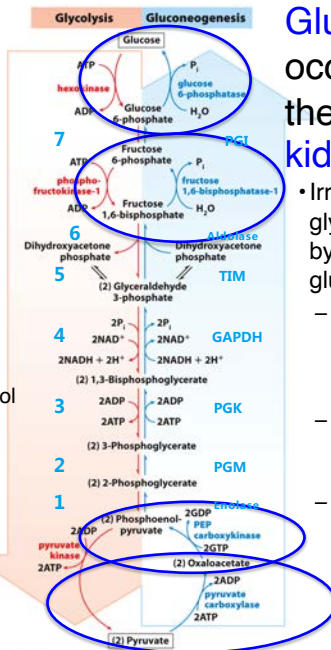 Glycolysis Gluconeogenesis
Glu
occ
the
kid
• Irr
gly
by
glu
–
–
–
ol
Glucose
ATP
Pi
hexokinase
glucose
6-phosphatase
ADP
H2O
Glucose
6-phosphate
7
PGI
Fructose
6-phosphate
ATP
Pi
phospho-
fructokinase-1
fructose
1,6-bisphosphatase-1
ADP
H2O
Fructose
1,6-bisphosphate
6
Aldolase
Dihydroxyacetone
phosphate
Dihydroxyacetone
phosphate
5
TIM
(2) Glyceraldehyde
3-phosphate
2Pi
2Pi
4
2NAD+
2NAD+
GAPDH
2NADH + 2H+
2NADH + 2H+
(2) 1,3-Bisphosphoglycerate
3
2ADP
2ADP
PGK
2ATP
2ATP
(2) 3-Phosphoglycerate
2
PGM
(2) 2-Phosphoglycerate
1
Enolase
(2) Phosphoenol-
pyruvate
2GDP
PEP
carboxykinase
2GTP
2ADP
pyruvate
kinase
2ATP
(2) Oxaloacetate
2ADP
pyruvate
carboxylase
2ATP
(2) Pyruvate